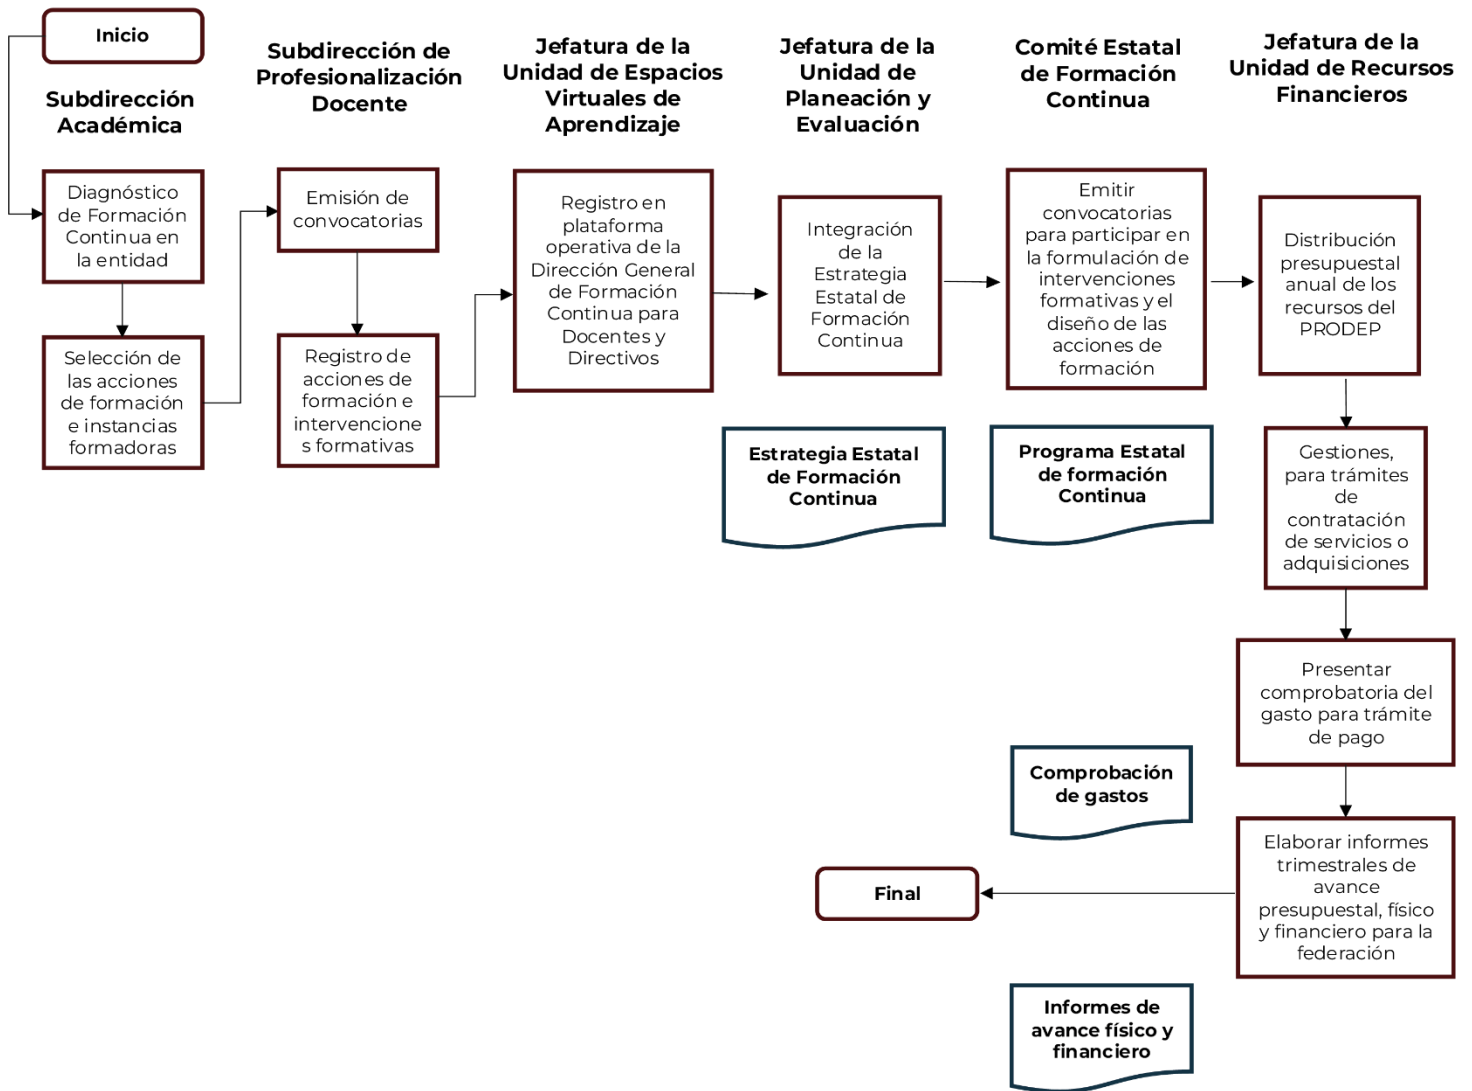 Inicio
Subdirección
Académica
Diagnóstico
de Formación
Continua en
la entidad
Selección de
las acciones
de formación
e instancias
formadoras
Subdirección de
Profesionalización
Docente
Emisión de
convocatorias
Registro de
acciones de
formación e
intervencione
s formativas
Jefatura de la
Unidad de Espacios
Virtuales de
Aprendizaje
Registro en
plataforma
operativa de la
Dirección General
de Formación
Continua para
Docentes y
Directivos
Jefatura de la
Unidad de
Planeación y
Evaluación
Integración
de la
Estrategia
Estatal de
Formación
Continua
Estrategia Estatal
de Formación
Continua
Comité Estatal
de Formación
Continua
Emitir
convocatorias
para participar en
la formulación de
intervenciones
formativas y el
diseño de las
acciones de
formación
Programa Estatal
de formación
Continua
Jefatura de la
Unidad de Recursos
Financieros
Distribución
presupuestal
anual de los
recursos del
PRODEP
Gestiones,
para trámites
de
contratación
de servicios o
adquisiciones
Presentar
comprobatoria del
gasto para trámite
de pago
Comprobación
de gastos
Elaborar informes
trimestrales de
avance
presupuestal, físico
y financiero para la
federación
Final
Informes de
avance físico y
financiero